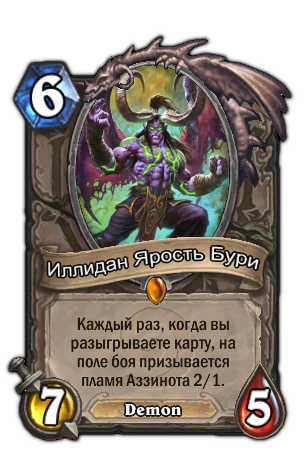 6
Иллидан Ярость Бури
Каждый раз, когда вы
разыгрываете карту, на
поле боя призывается
пламя Аззинота 2/1.
7
Demon
5